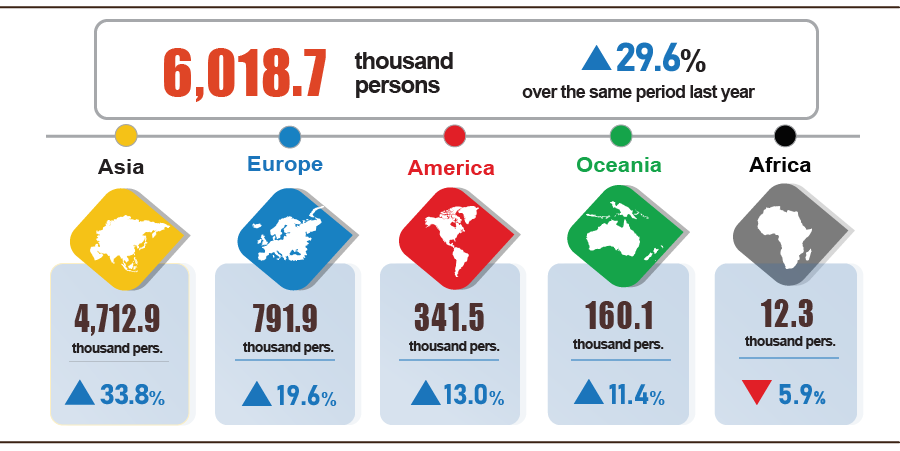 6,018.7
thousand
persons
29.6%
over the same period last year
Asia
Europe
America
Oceania
Africa
4,712.9
thousand pers.
33.8%
791.9
thousand pers.
19.6%
341.5
thousand pers.
13.0%
160.1
thousand pers.
11.4%
12.3
thousand pers.
5.9%